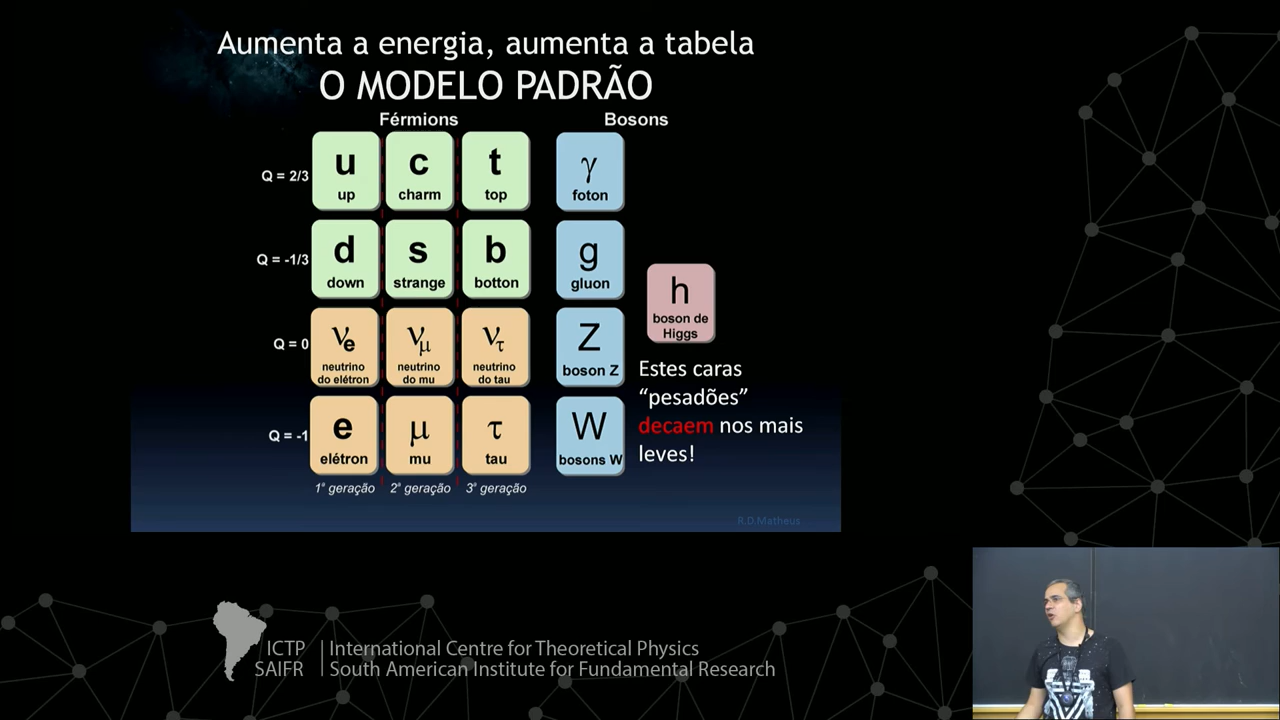 Aumenta a energia, aumenta a tabela
O MODELO PADRÃO
Férmions
Bosons
Q = 2/3
u
up
c
charm
t
top
γ
foton
Q = -1/3
d
down
s
strange
b
botton
g
gluon
h
boson de
Higgs
Q = 0
νe
neutrino
do elétron
νμ
neutrino
do mu
ντ
neutrino
do tau
Z
boson Z
Estes caras
“pesadões”
decaem nos mais
leves!
Q = -1
e
elétron
μ
mu
τ
tau
W
bosons W
1ª geração
2ª geração
3ª geração
R.D.Matheus
ICTP
SAIFR
International Centre for Theoretical Physics
South American Institute for Fundamental Research